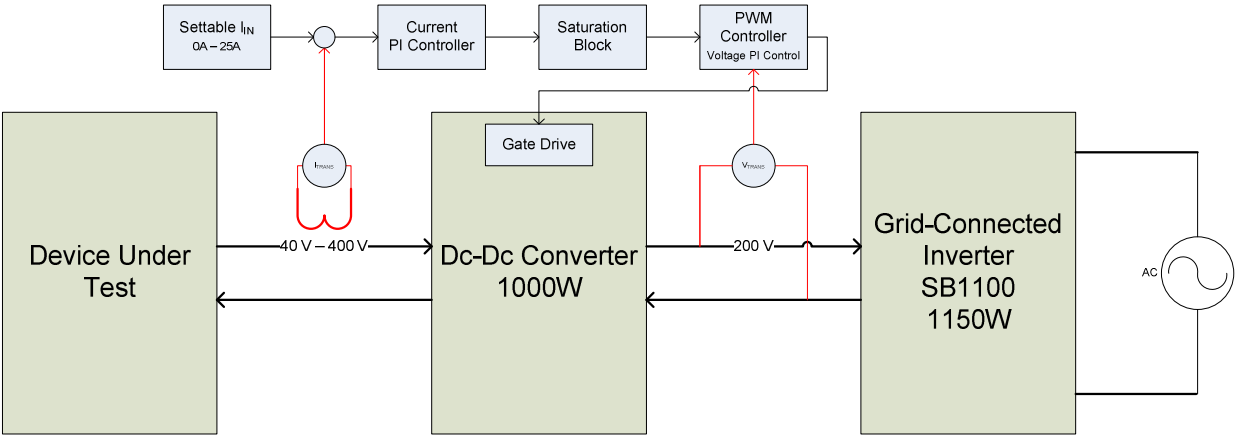 Settable I_IN
0A – 25A
Current
PI Controller
Saturation
Block
PWM
Controller
Voltage PI Control
Gate Drive
I_TRANS
V_TRANS
40 V – 400 V
200 V
Device Under
Test
Dc-Dc Converter
1000W
Grid-Connected
Inverter
SB1100
1150W
AC